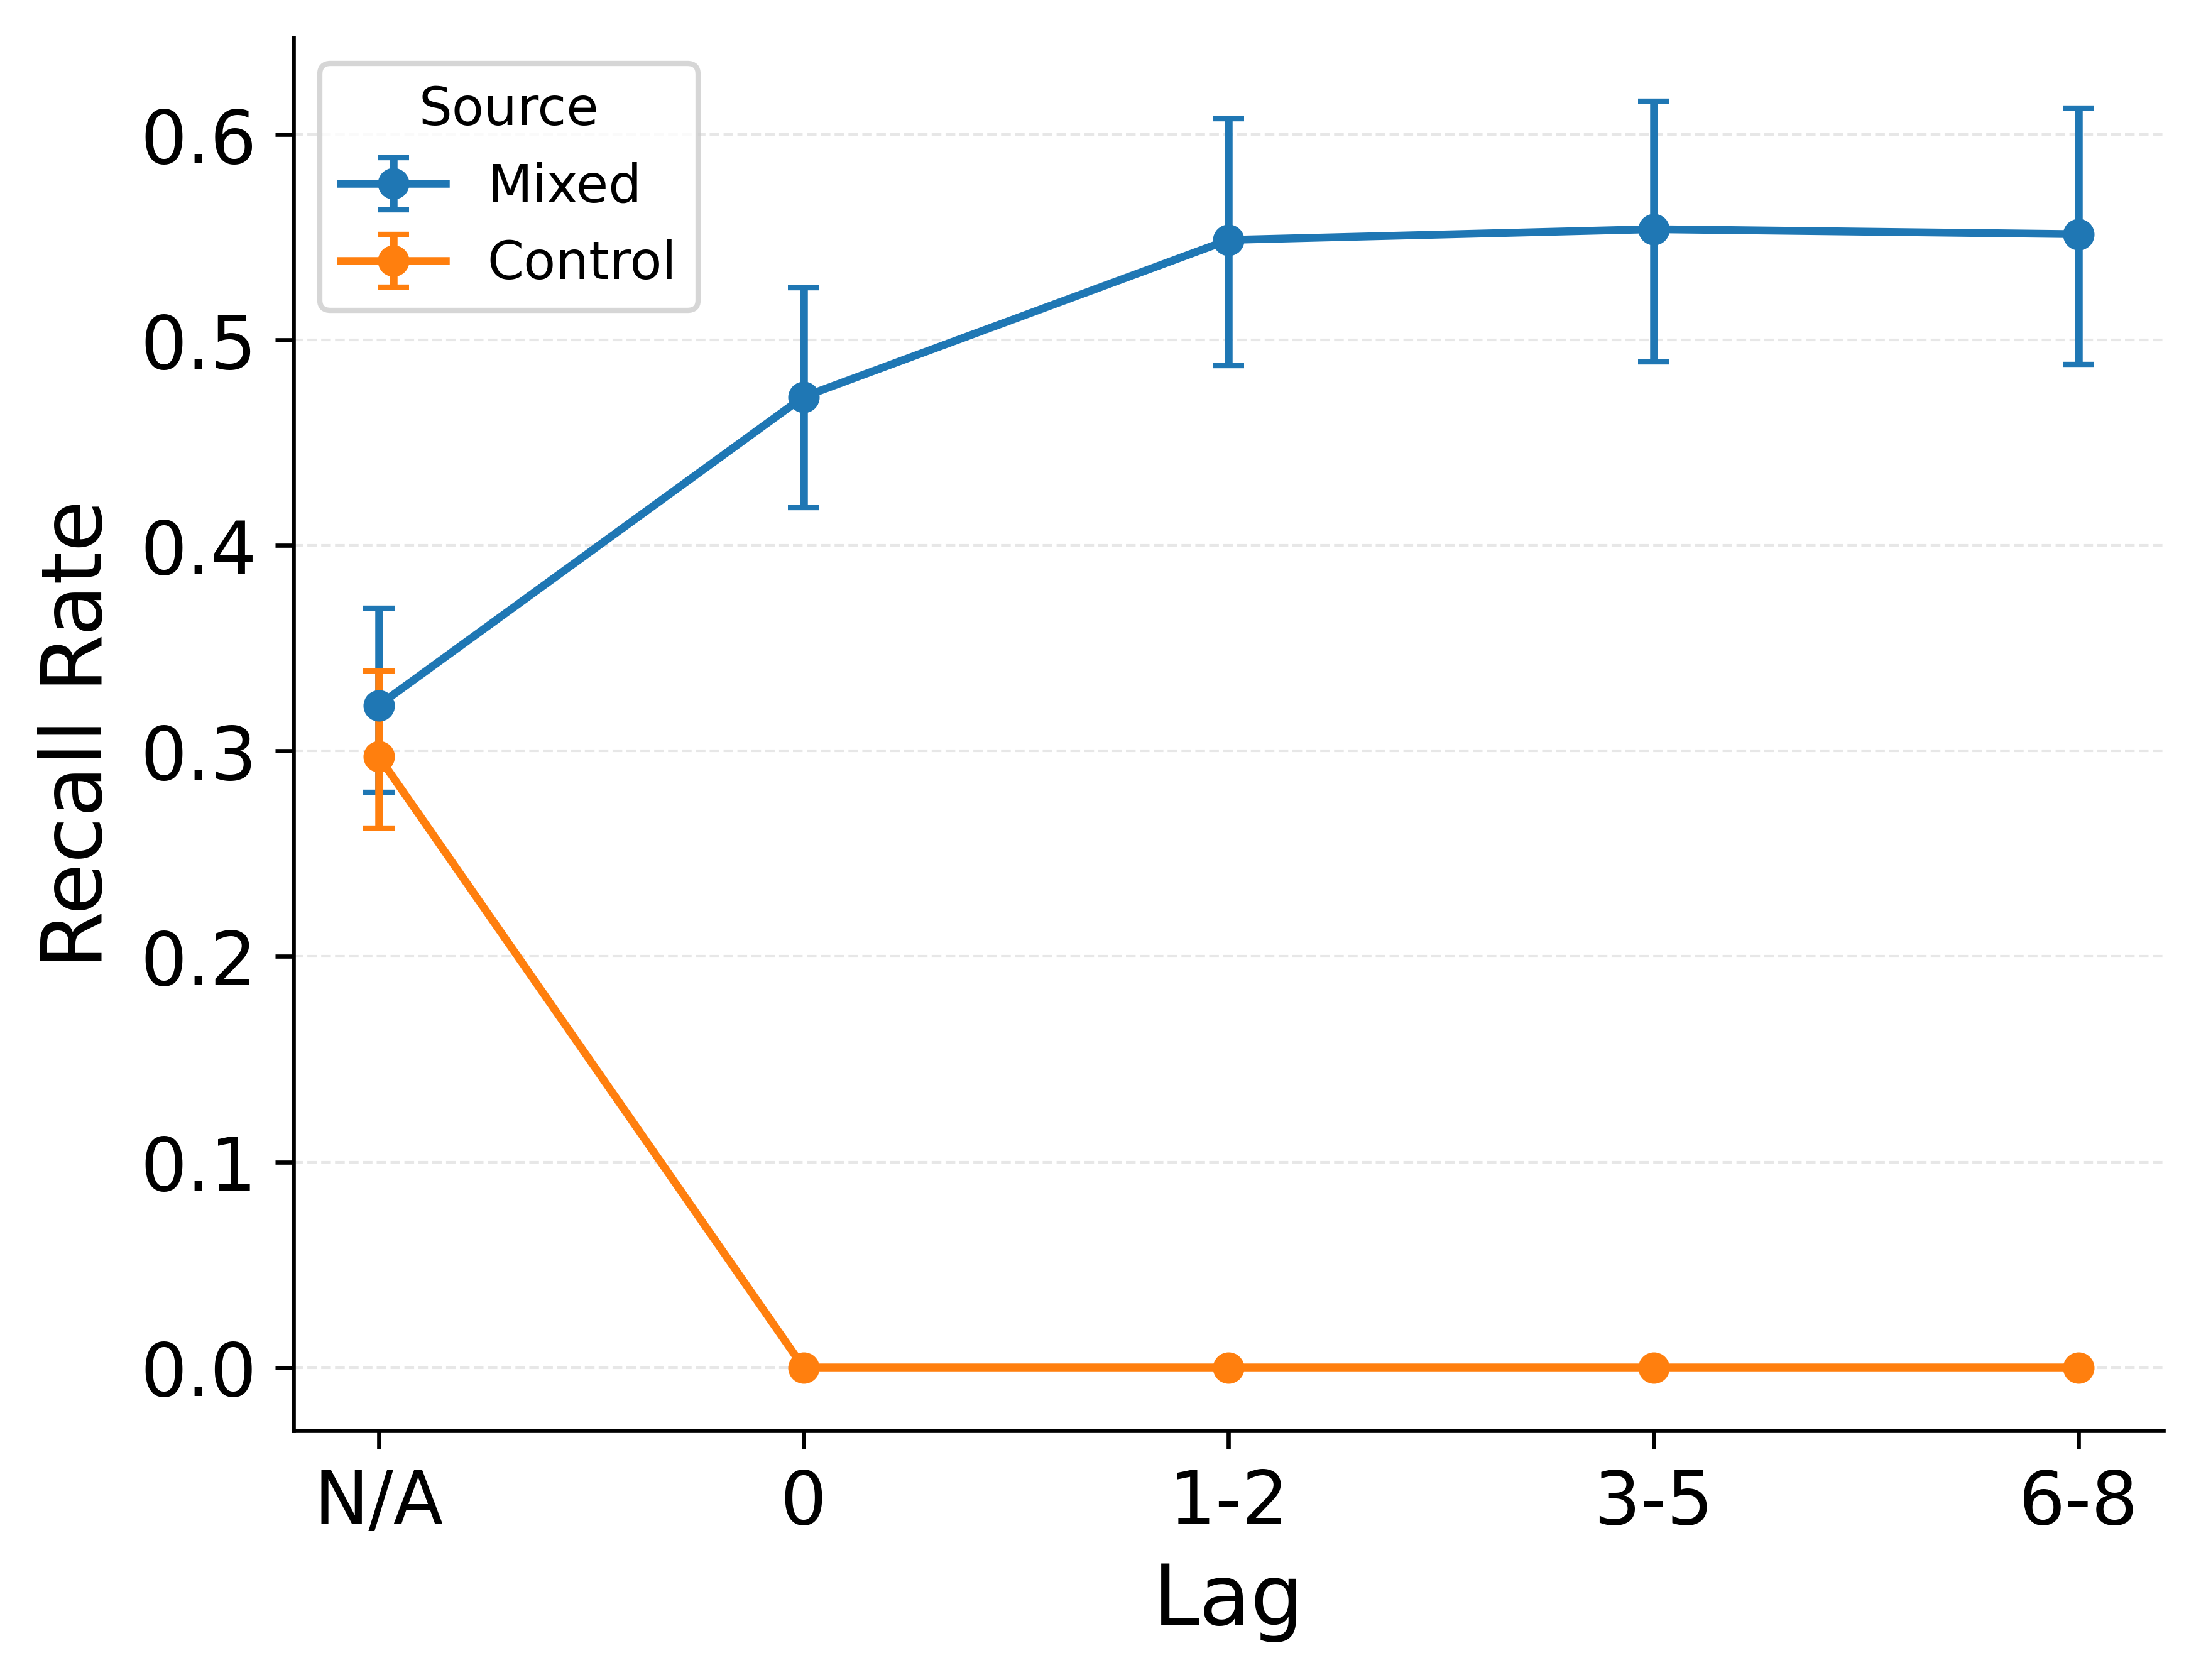 Source
Mixed
Control
Recall Rate
0.6
0.5
0.4
0.3
0.2
0.1
0.0
N/A 0 1-2 3-5 6-8
Lag